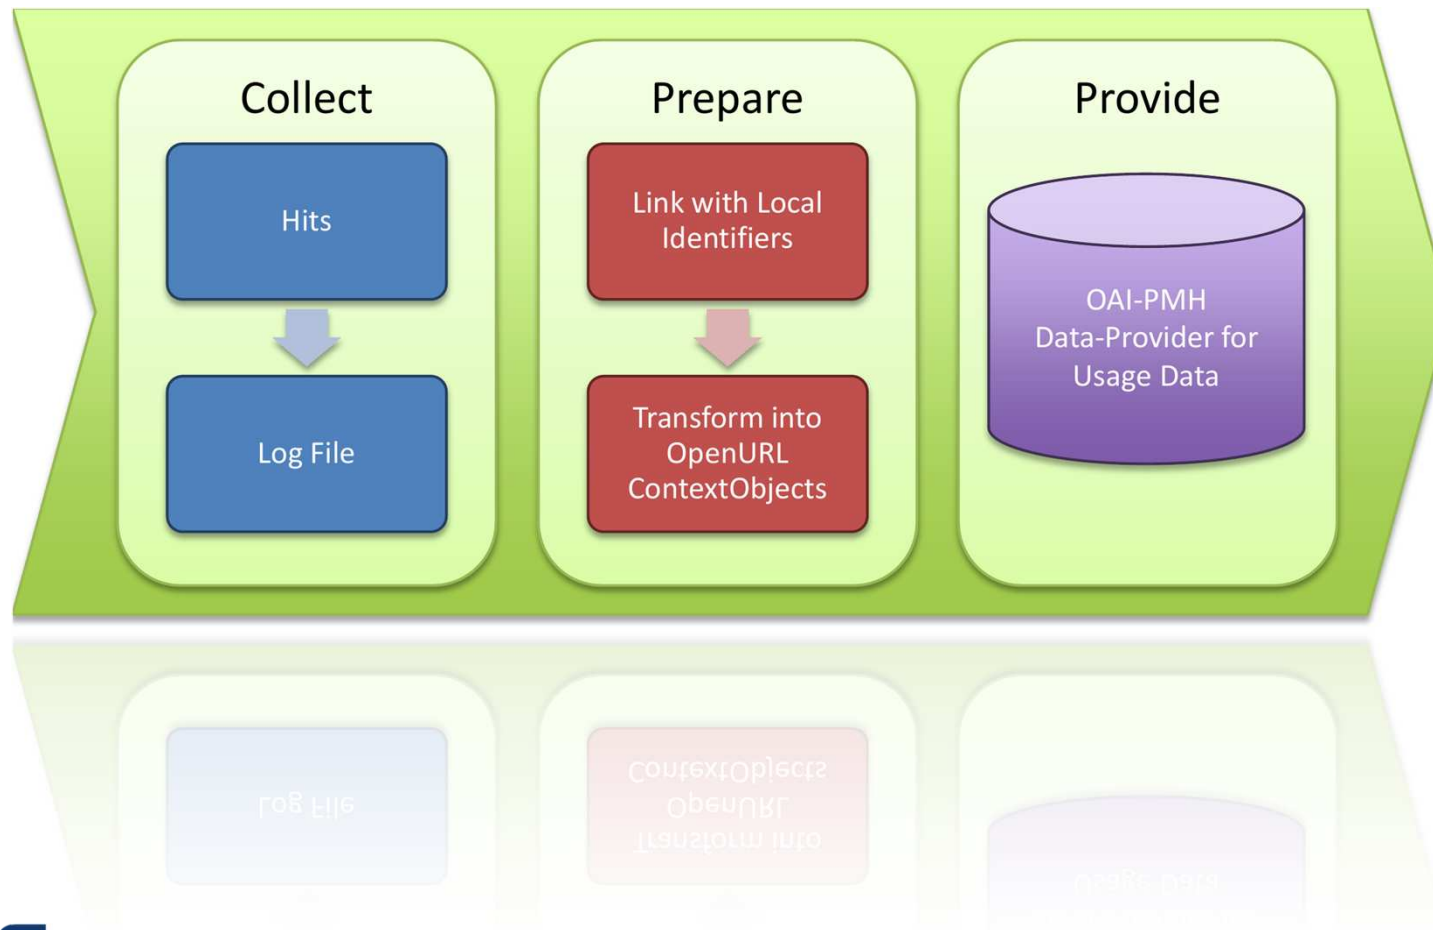 Collect
Hits
Log File
Prepare
Link with Local
Identifiers
Transform into
OpenURL
ContextObjects
Provide
OAI-PMH
Data-Provider for
Usage Data